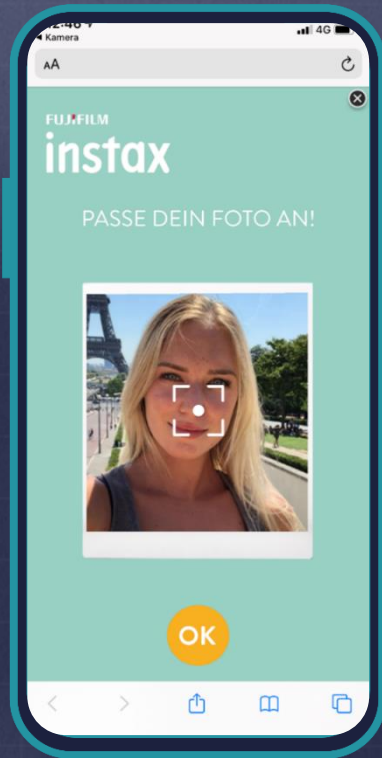 Kamera
4G
AA
FUJIFILM
instax
PASSE DEIN FOTO AN!
OK